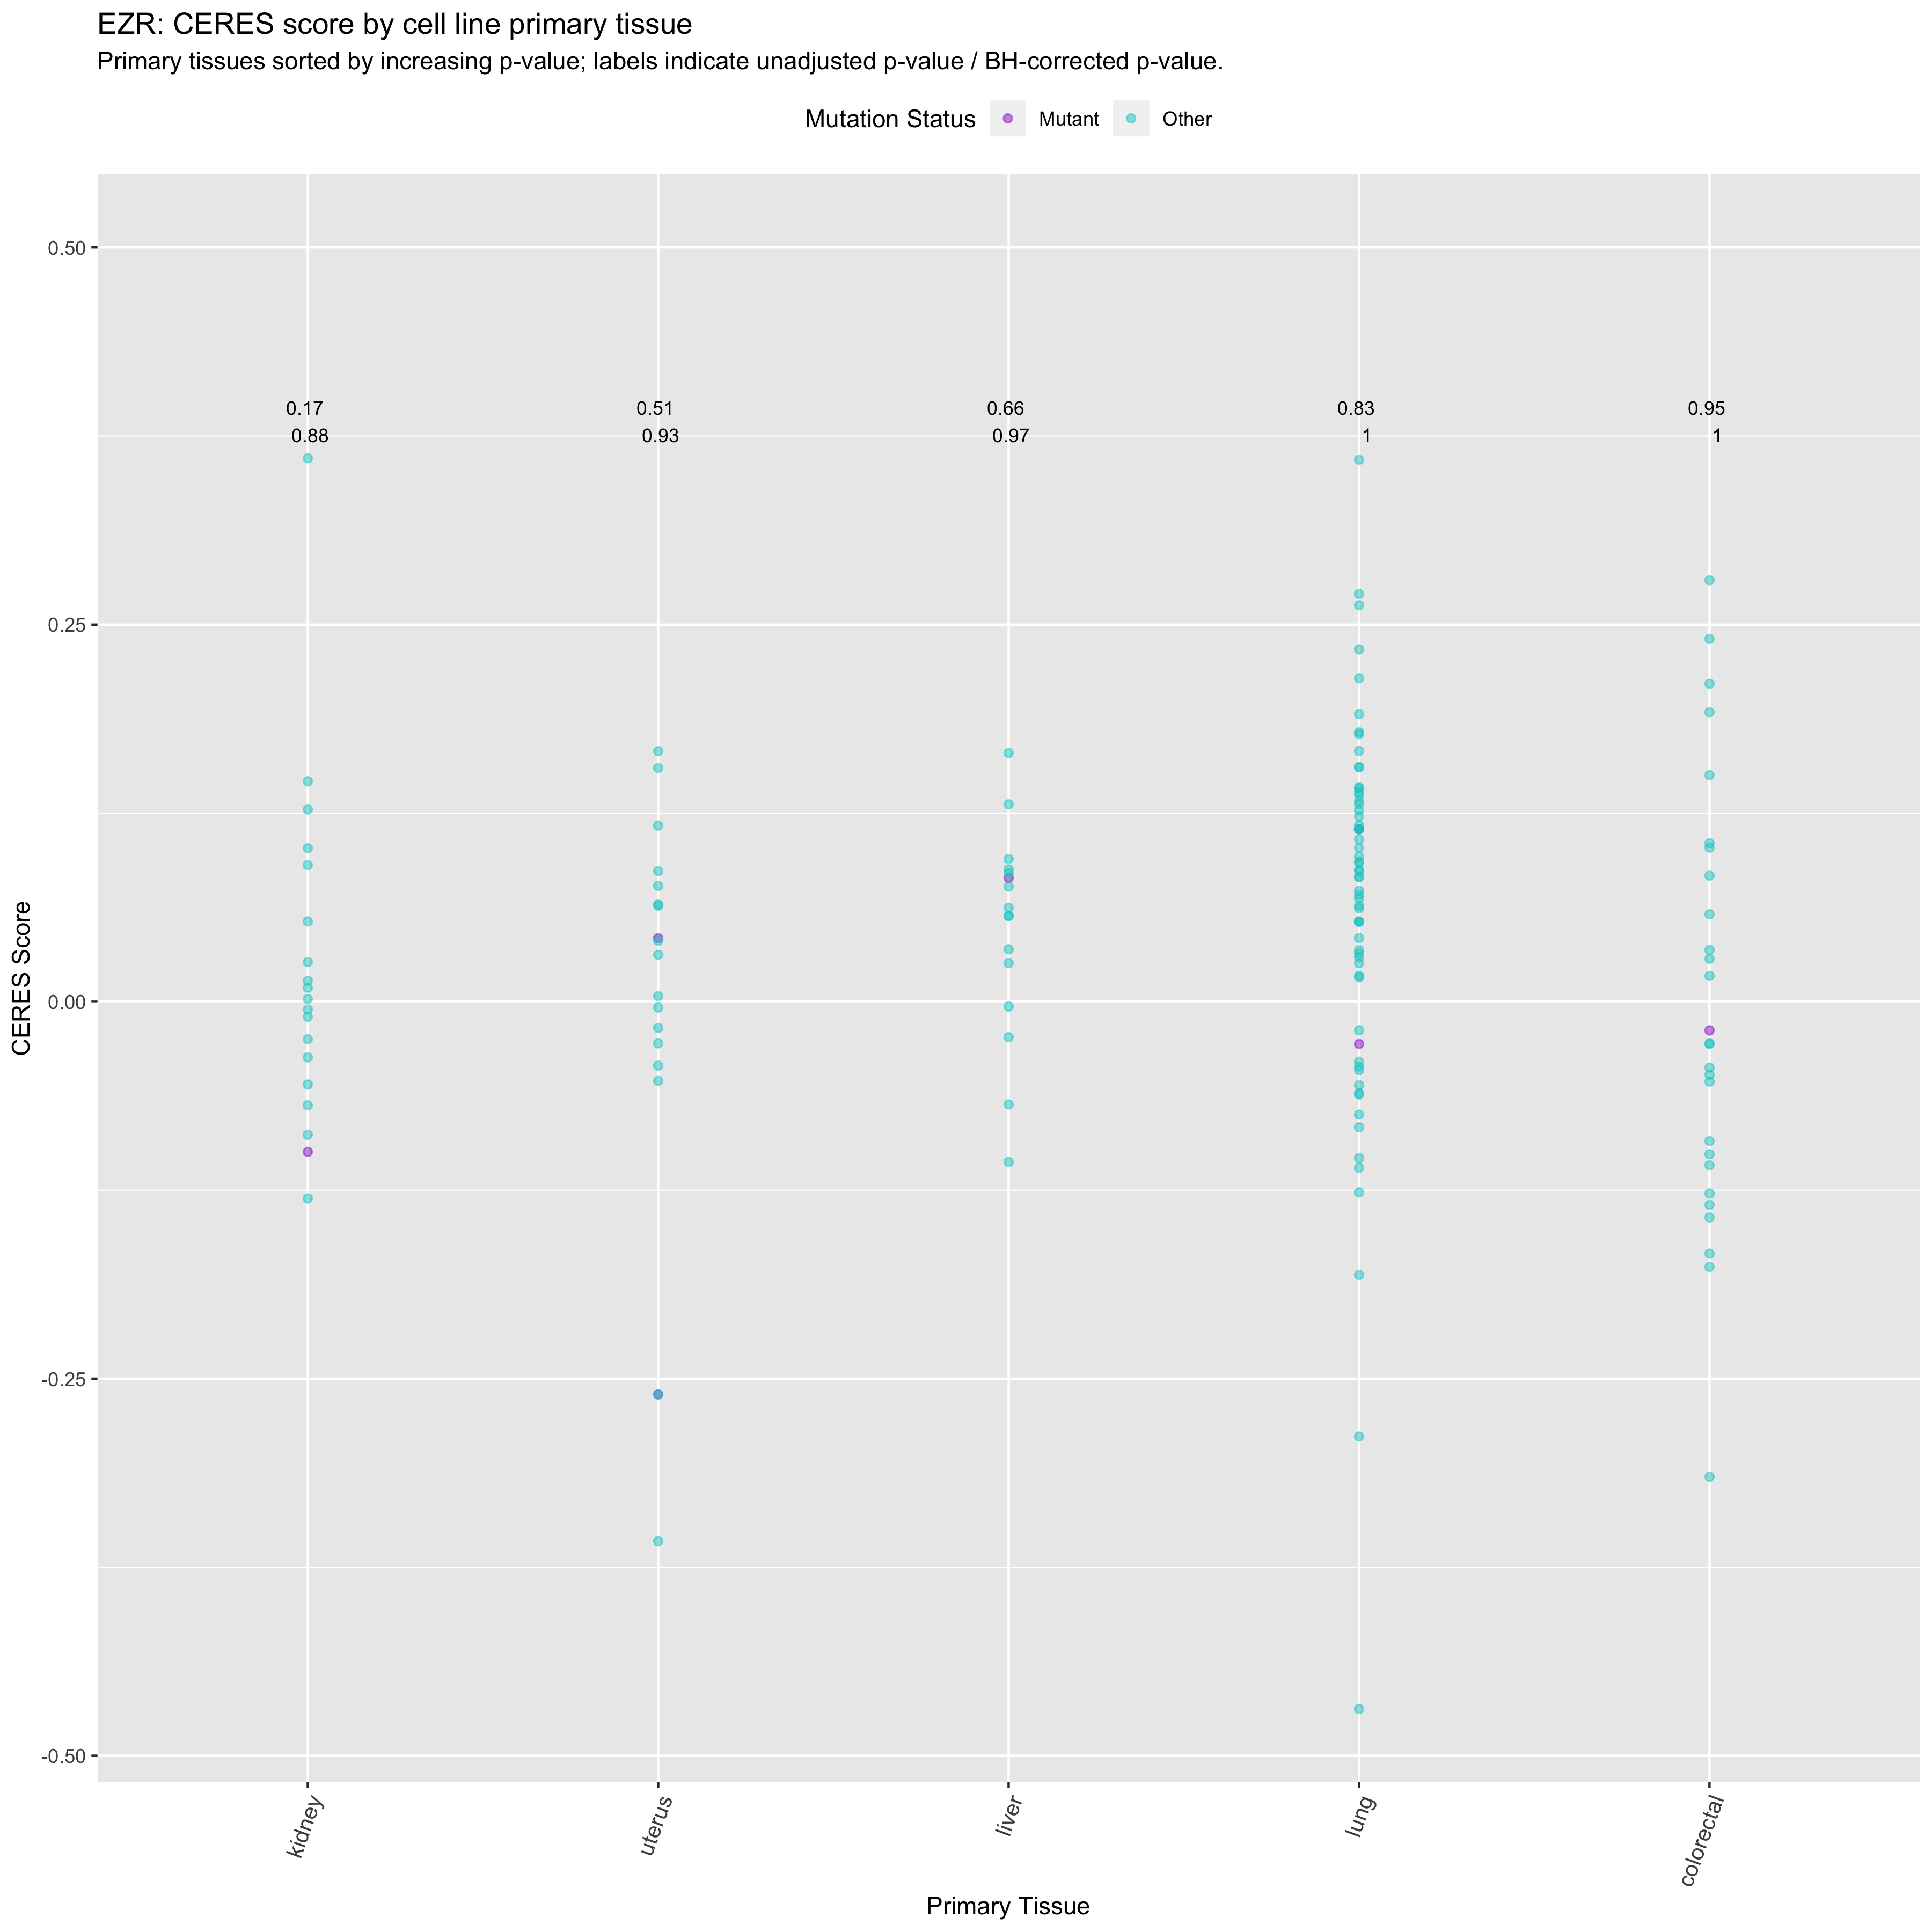 EZR: CERES score by cell line primary tissue
Primary tissues sorted by increasing p-value; labels indicate unadjusted p-value / BH-corrected p-value.
Mutation Status Mutant Other
0.50
0.17 0.51 0.66 0.83 0.95
0.88 0.93 0.97 1 1
0.25
0.00
CERES Score
-0.25
-0.50
kidney uterus liver lung colorectal
Primary Tissue